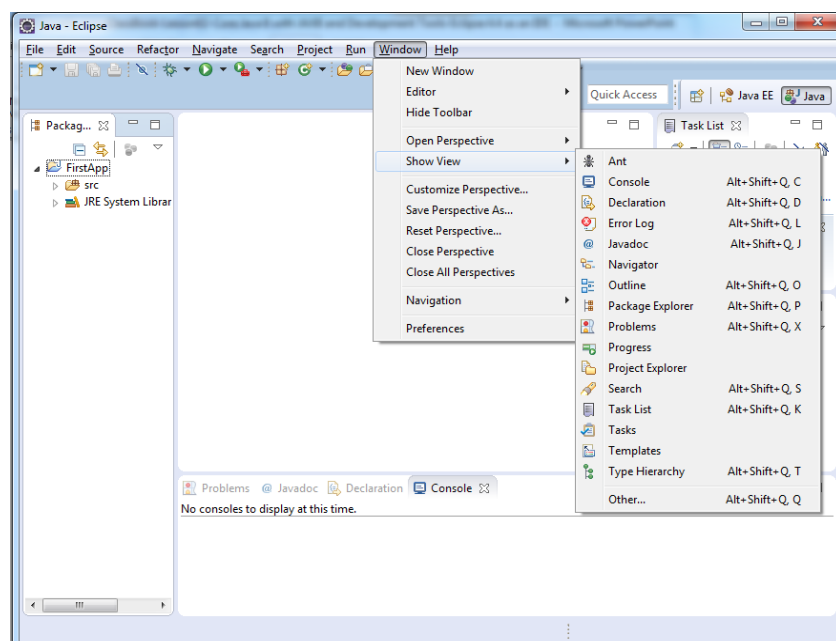 Java - Eclipse
File Edit Source Refactor Navigate Search Project Run Window Help
Quick Access
Java EE
Java
Packag...
FirstApp
src
JRE System Librar
New Window
Editor
Hide Toolbar
Open Perspective
Show View
Customize Perspective...
Save Perspective As...
Reset Perspective...
Close Perspective
Close All Perspectives
Navigation
Preferences
Task List
Ant
Console Alt+Shift+Q, C
Declaration Alt+Shift+Q, D
Error Log Alt+Shift+Q, L
Javadoc Alt+Shift+Q, J
Navigator
Outline Alt+Shift+Q, O
Package Explorer Alt+Shift+Q, P
Problems Alt+Shift+Q, X
Progress
Project Explorer
Search Alt+Shift+Q, S
Task List Alt+Shift+Q, K
Tasks
Templates
Type Hierarchy Alt+Shift+Q, T
Other... Alt+Shift+Q, Q
Problems @ Javadoc Declaration Console
No consoles to display at this time.